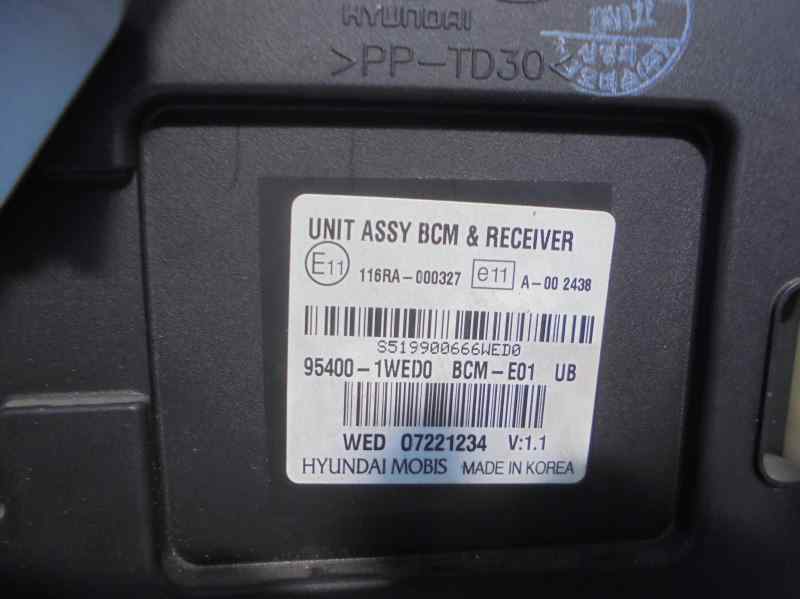 HYUNDAI
>PP-TD30<
UNIT ASSY BCM & RECEIVER
E11 116RA-000327 e11 A-00 2438
S519900666WED0
95400-1WED0 BCM-E01 UB
WED 07221234 V:1.1
HYUNDAI MOBIS MADE IN KOREA